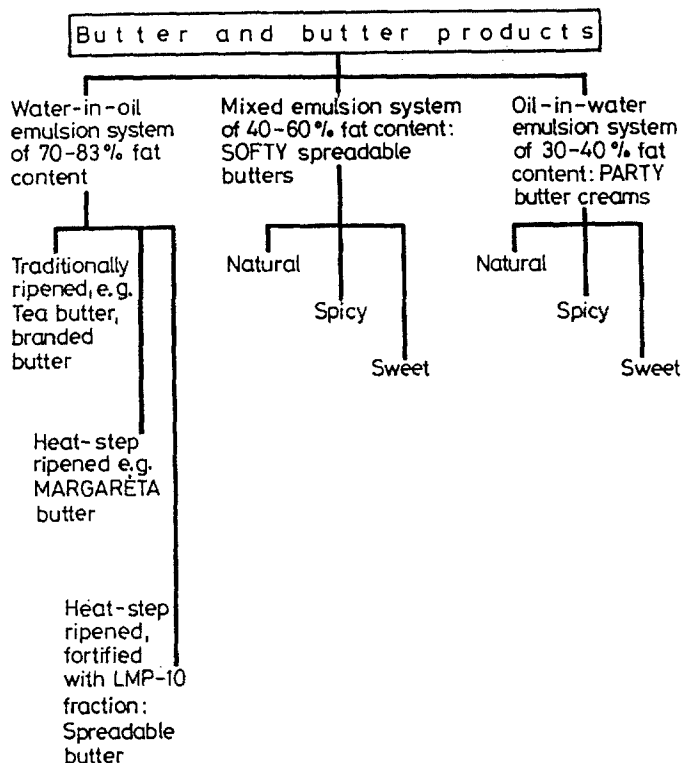 Butter and butter products
Water-in-oil
emulsion system
of 70-83% fat
content
Mixed emulsion system
of 40-60% fat content:
SOFTY spreadable
butters
Oil-in-water
emulsion system
of 30-40% fat
content: PARTY
butter creams
Traditionally
ripened, e.g.
Tea butter,
branded
butter
Heat-step
ripened e.g.
MARGARÉTA
butter
Heat-step
ripened,
fortified
with LMP-10
fraction:
Spreadable
butter
Natural
Spicy
Sweet
Natural
Spicy
Sweet